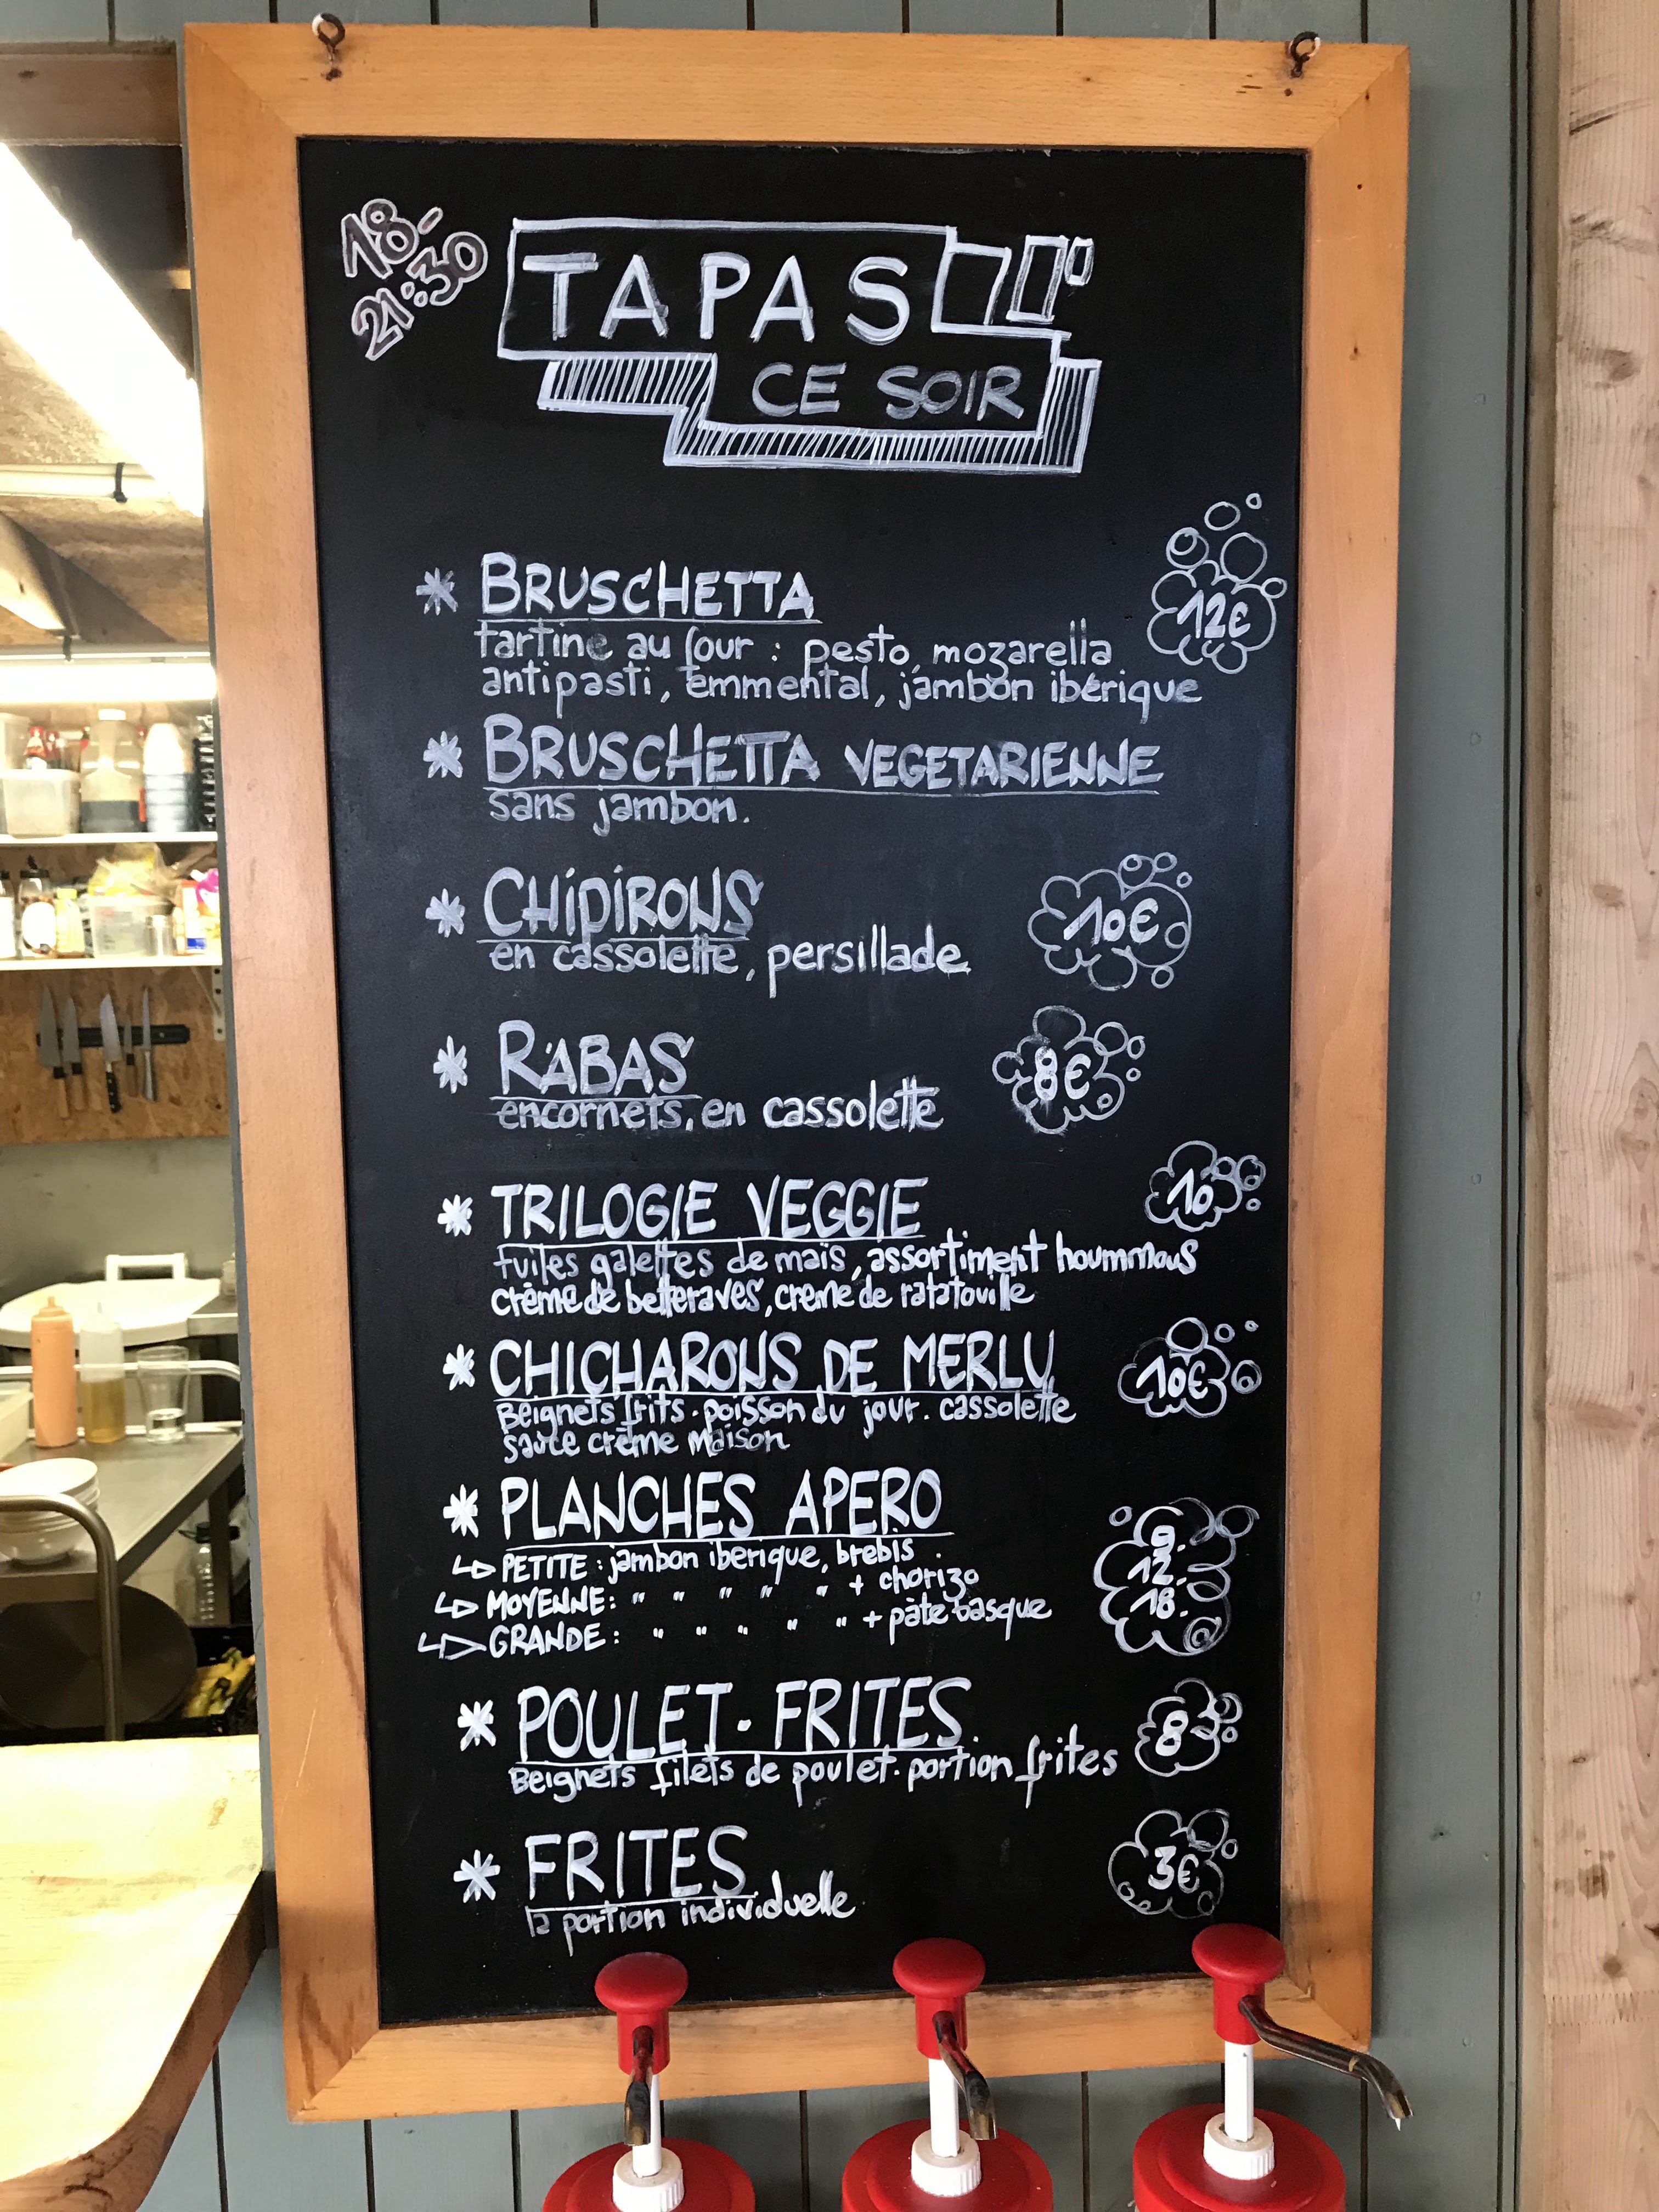 18-
21:30
TAPAS
CE SOIR
* BRUSCHETTA
12€
tartine au four : pesto, mozarella
antipasti, emmental, jambon ibérique
* BRUSCHETTA VEGETARIENNE
sans jambon.
* CHIPIRONS
10€
en cassolette, persillade
* RABAS
8€
encornets, en cassolette
* TRILOGIE VEGGIE
10
tuiles galettes de maïs, assortiment hoummous
crème de betteraves, creme de ratatouille
* CHICHARONS DE MERLU
10€
Beignets frits. poisson du jour. cassolette
sauce crème maison
* PLANCHES APERO
↳ PETITE : jambon iberique, brebis.
9.
↳ MOYENNE : " " " " " + chorizo
12.
↳ GRANDE : " " " " " + pâté basque
18.
* POULET. FRITES.
8
Beignets filets de poulet. portion frites
* FRITES
3€
la portion individuelle